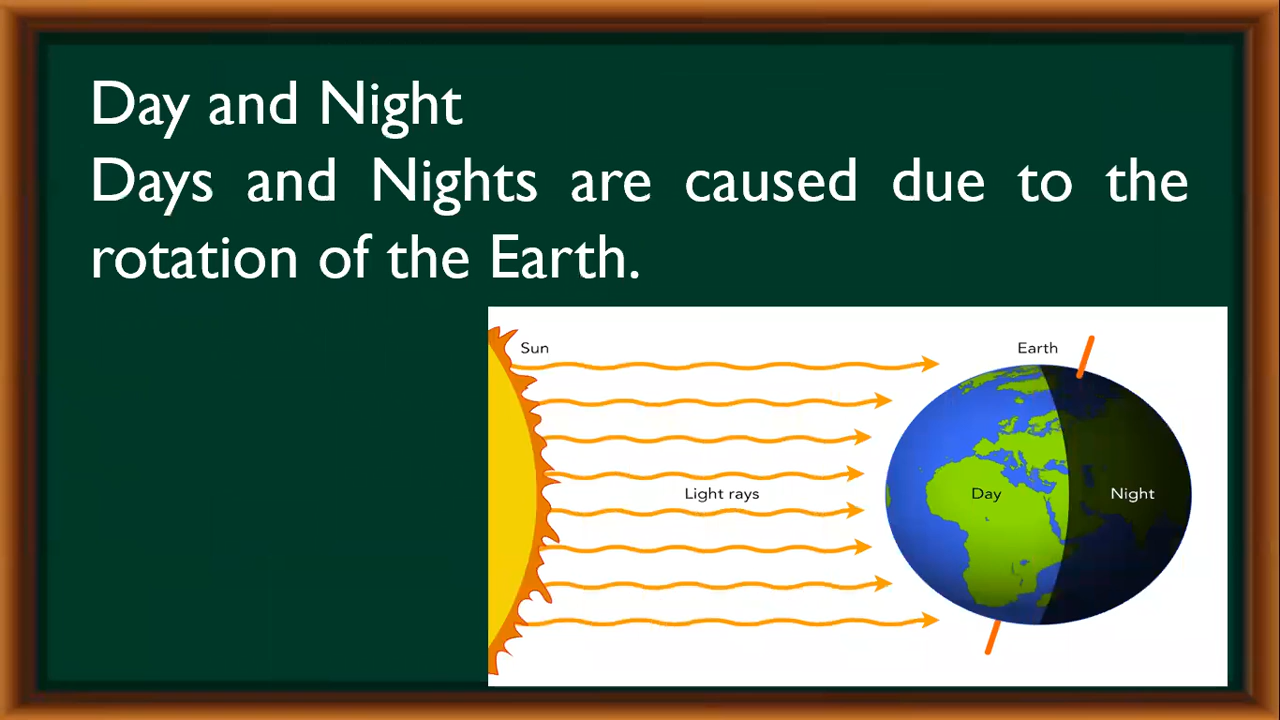 Day and Night
Days and Nights are caused due to the
rotation of the Earth.
Sun
Earth
Light rays
Day
Night